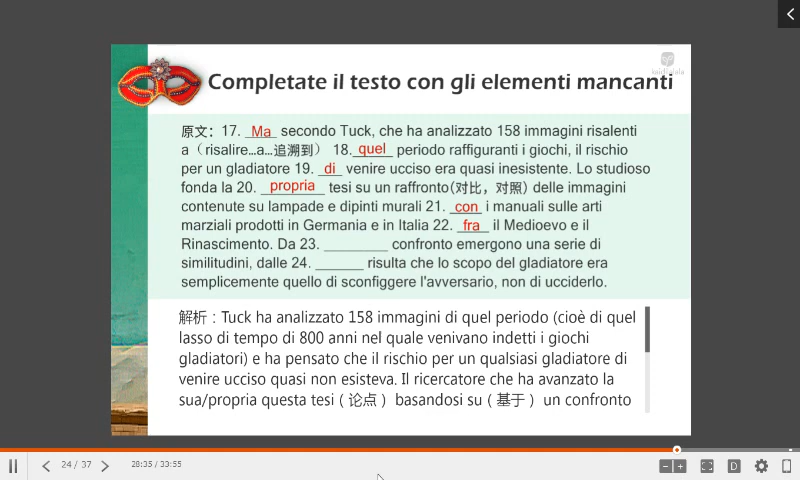 Completate il testo con gli elementi mancanti
原文：17. Ma secondo Tuck, che ha analizzato 158 immagini risalenti
a（risalire…a…追溯到） 18. quel periodo raffiguranti i giochi, il rischio
per un gladiatore 19. di venire ucciso era quasi inesistente. Lo studioso
fonda la 20. propria tesi su un raffronto(对比，对照) delle immagini
contenute su lampade e dipinti murali 21. con i manuali sulle arti
marziali prodotti in Germania e in Italia 22. fra il Medioevo e il
Rinascimento. Da 23. ________ confronto emergono una serie di
similitudini, dalle 24. ______ risulta che lo scopo del gladiatore era
semplicemente quello di sconfiggere l'avversario, non di ucciderlo.
解析：Tuck ha analizzato 158 immagini di quel periodo (cioè di quel
lasso di tempo di 800 anni nel quale venivano indetti i giochi
gladiatori) e ha pensato che il rischio per un qualsiasi gladiatore di
venire ucciso quasi non esisteva. Il ricercatore che ha avanzato la
sua/propria questa tesi（论点） basandosi su（基于） un confronto
24 / 37
28:35 / 33:55
D